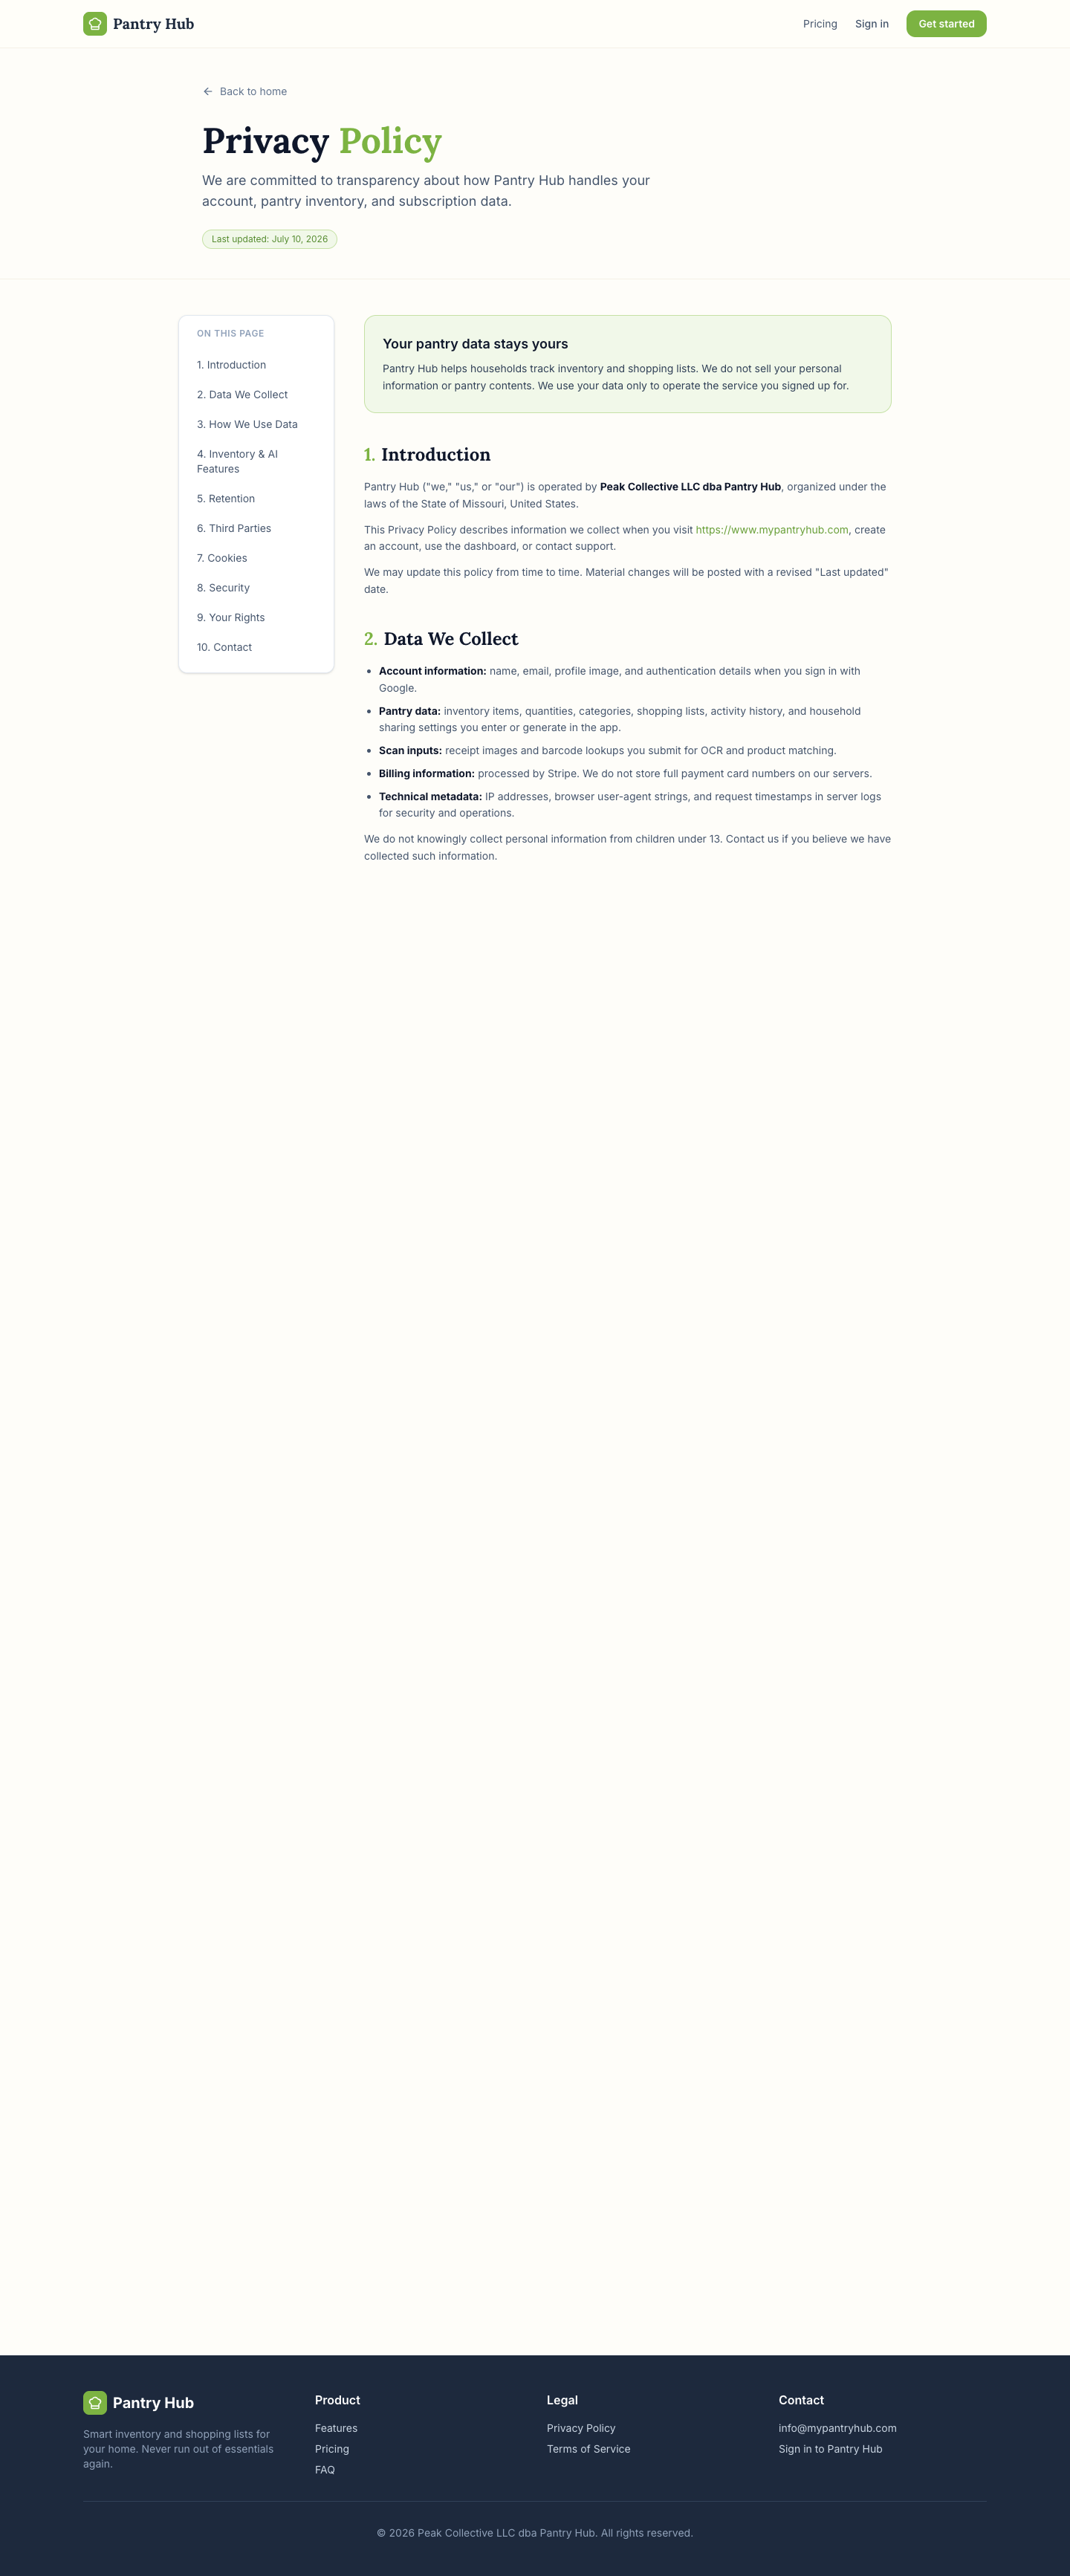 Pantry Hub
Pricing
Sign in
Get started
Back to home
Privacy Policy
We are committed to transparency about how Pantry Hub handles your
account, pantry inventory, and subscription data.
Last updated: July 10, 2026
ON THIS PAGE
1. Introduction
2. Data We Collect
3. How We Use Data
4. Inventory & AI
Features
5. Retention
6. Third Parties
7. Cookies
8. Security
9. Your Rights
10. Contact
Your pantry data stays yours
Pantry Hub helps households track inventory and shopping lists. We do not sell your personal
information or pantry contents. We use your data only to operate the service you signed up for.
1. Introduction
Pantry Hub ("we," "us," or "our") is operated by Peak Collective LLC dba Pantry Hub, organized under the
laws of the State of Missouri, United States.
This Privacy Policy describes information we collect when you visit https://www.mypantryhub.com, create
an account, use the dashboard, or contact support.
We may update this policy from time to time. Material changes will be posted with a revised "Last updated"
date.
2. Data We Collect
• Account information: name, email, profile image, and authentication details when you sign in with
Google.
• Pantry data: inventory items, quantities, categories, shopping lists, activity history, and household
sharing settings you enter or generate in the app.
• Scan inputs: receipt images and barcode lookups you submit for OCR and product matching.
• Billing information: processed by Stripe. We do not store full payment card numbers on our servers.
• Technical metadata: IP addresses, browser user-agent strings, and request timestamps in server logs
for security and operations.
We do not knowingly collect personal information from children under 13. Contact us if you believe we have
collected such information.
Pantry Hub
Smart inventory and shopping lists for
your home. Never run out of essentials
again.
Product
Features
Pricing
FAQ
Legal
Privacy Policy
Terms of Service
Contact
info@mypantryhub.com
Sign in to Pantry Hub
© 2026 Peak Collective LLC dba Pantry Hub. All rights reserved.